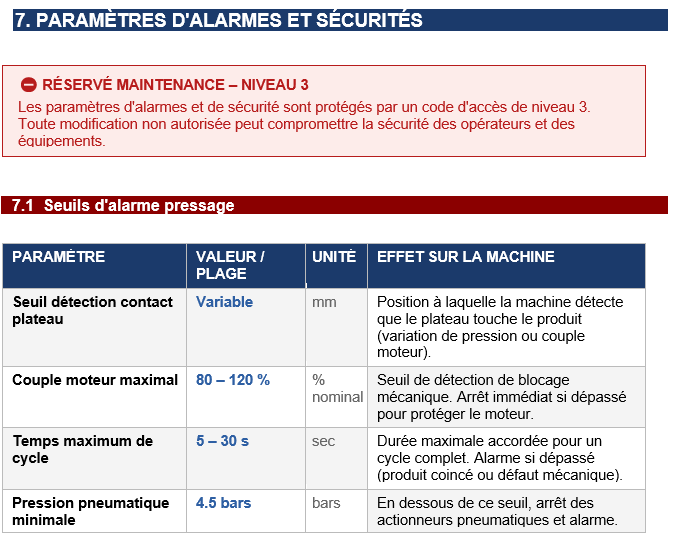 7. PARAMÈTRES D'ALARMES ET SÉCURITÉS
RÉSERVÉ MAINTENANCE – NIVEAU 3
Les paramètres d'alarmes et de sécurité sont protégés par un code d'accès de niveau 3.
Toute modification non autorisée peut compromettre la sécurité des opérateurs et des
équipements.
7.1 Seuils d'alarme pressage
PARAMÈTRE
VALEUR /
PLAGE
UNITÉ
EFFET SUR LA MACHINE
Seuil détection contact
plateau
Variable
mm
Position à laquelle la machine détecte
que le plateau touche le produit
(variation de pression ou couple
moteur).
Couple moteur maximal
80 – 120 %
%
nominal
Seuil de détection de blocage
mécanique. Arrêt immédiat si dépassé
pour protéger le moteur.
Temps maximum de
cycle
5 – 30 s
sec
Durée maximale accordée pour un
cycle complet. Alarme si dépassée
(produit coincé ou défaut mécanique).
Pression pneumatique
minimale
4.5 bars
bars
En dessous de ce seuil, arrêt des
actionneurs pneumatiques et alarme.